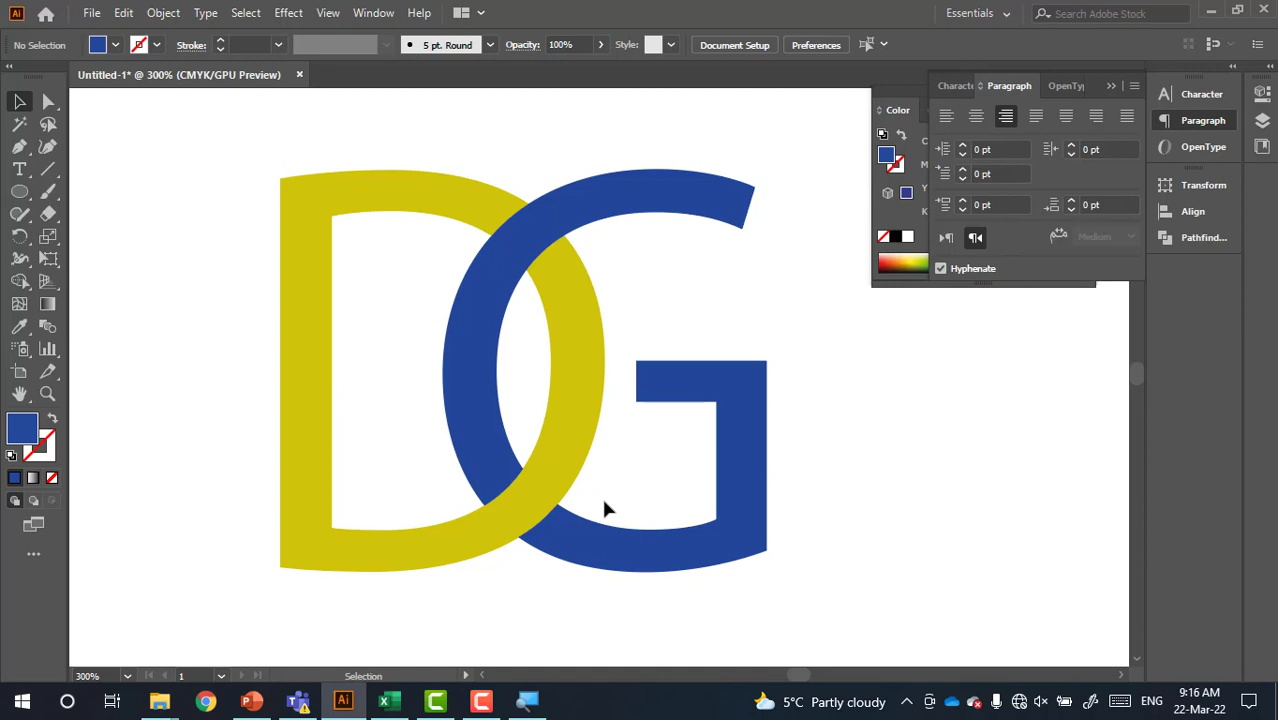 File Edit Object Type Select Effect View Window Help Essentials Search Adobe Stock
No Selection Stroke: 5 pt. Round Opacity: 100% Style: Document Setup Preferences
Untitled-1* @ 300% (CMYK/GPU Preview)
Paragraph
Character
Color
0 pt 0 pt
Paragraph
0 pt
OpenType
0 pt 0 pt
Transform
Align
Medium
Pathfind...
Hyphenate
DG
300% 1 Selection
5°C Partly cloudy ENG 9:16 AM
22-Mar-22